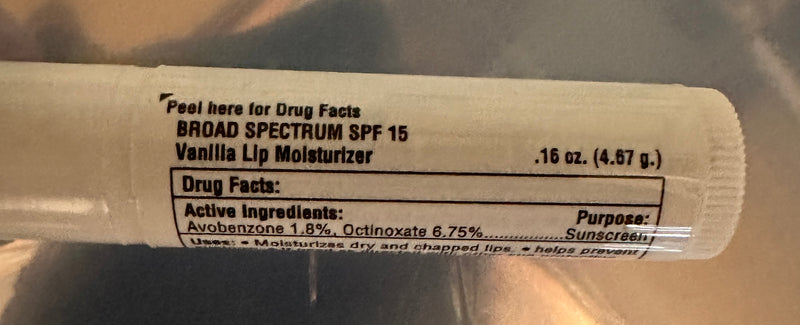 Peel here for Drug Facts
BROAD SPECTRUM SPF 15
Vanilla Lip Moisturizer .16 oz. (4.67 g.)
Drug Facts:
Active Ingredients: Purpose:
Avobenzone 1.8%, Octinoxate 6.75%....................Sunscreen
Uses: • Moisturizes dry and chapped lips. • helps prevent